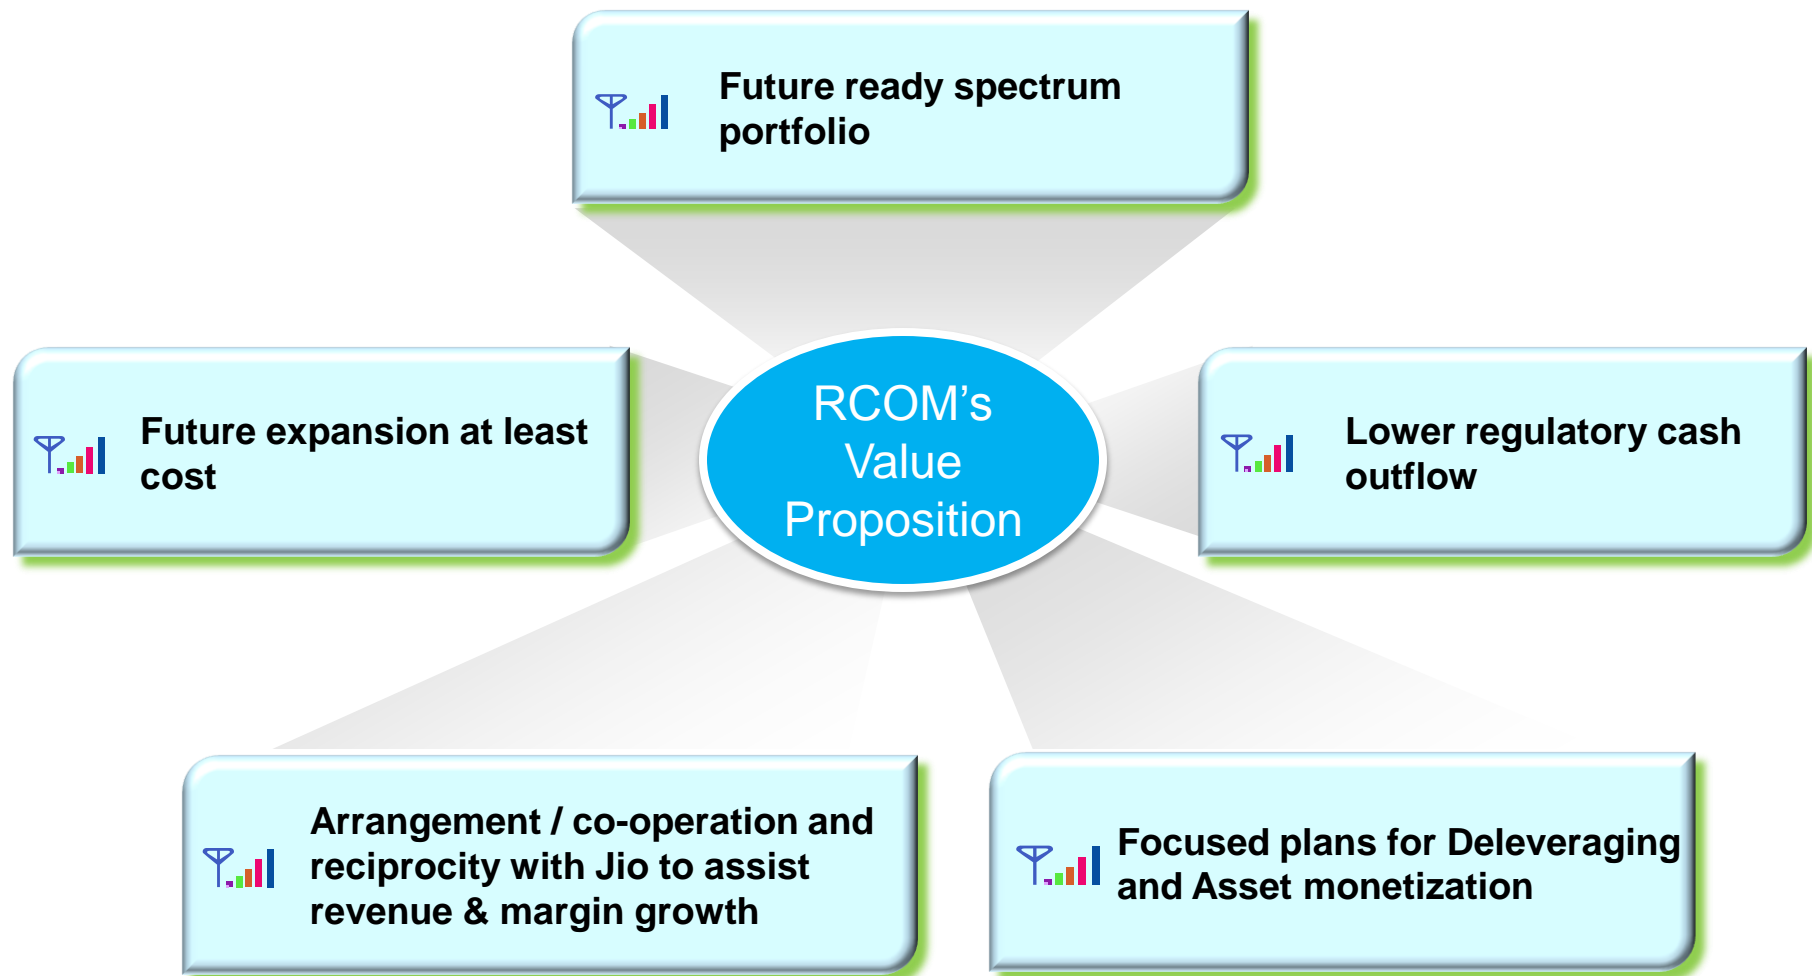 Future ready spectrum
portfolio
Future expansion at least
cost
RCOM’s
Value
Proposition
Lower regulatory cash
outflow
Arrangement / co-operation and
reciprocity with Jio to assist
revenue & margin growth
Focused plans for Deleveraging
and Asset monetization